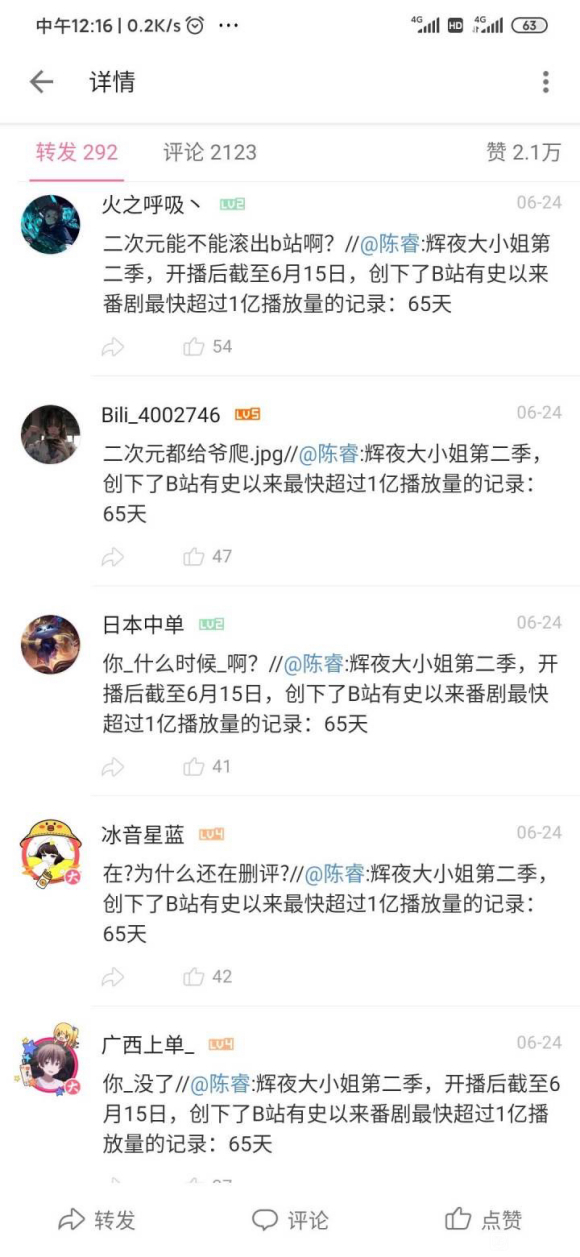 中午12:16 | 0.2K/s ···
4G HD 4G 63
详情
转发 292 评论 2123 赞 2.1万
火之呼吸丶 LV2 06-24
二次元能不能滚出b站啊？//@陈睿:辉夜大小姐第
二季，开播后截至6月15日，创下了B站有史以来
番剧最快超过1亿播放量的记录：65天
54
Bili_4002746 LV5 06-24
二次元都给爷爬.jpg//@陈睿:辉夜大小姐第二季，
创下了B站有史以来最快超过1亿播放量的记录：
65天
47
日本中单 LV2 06-24
你_什么时候_啊？//@陈睿:辉夜大小姐第二季，开
播后截至6月15日，创下了B站有史以来番剧最快
超过1亿播放量的记录：65天
41
冰音星蓝 LV4 06-24
在?为什么还在删评?//@陈睿:辉夜大小姐第二季，
创下了B站有史以来最快超过1亿播放量的记录：
65天
42
广西上单_ LV4 06-24
你_没了//@陈睿:辉夜大小姐第二季，开播后截至6
月15日，创下了B站有史以来番剧最快超过1亿播
放量的记录：65天
转发 评论 点赞